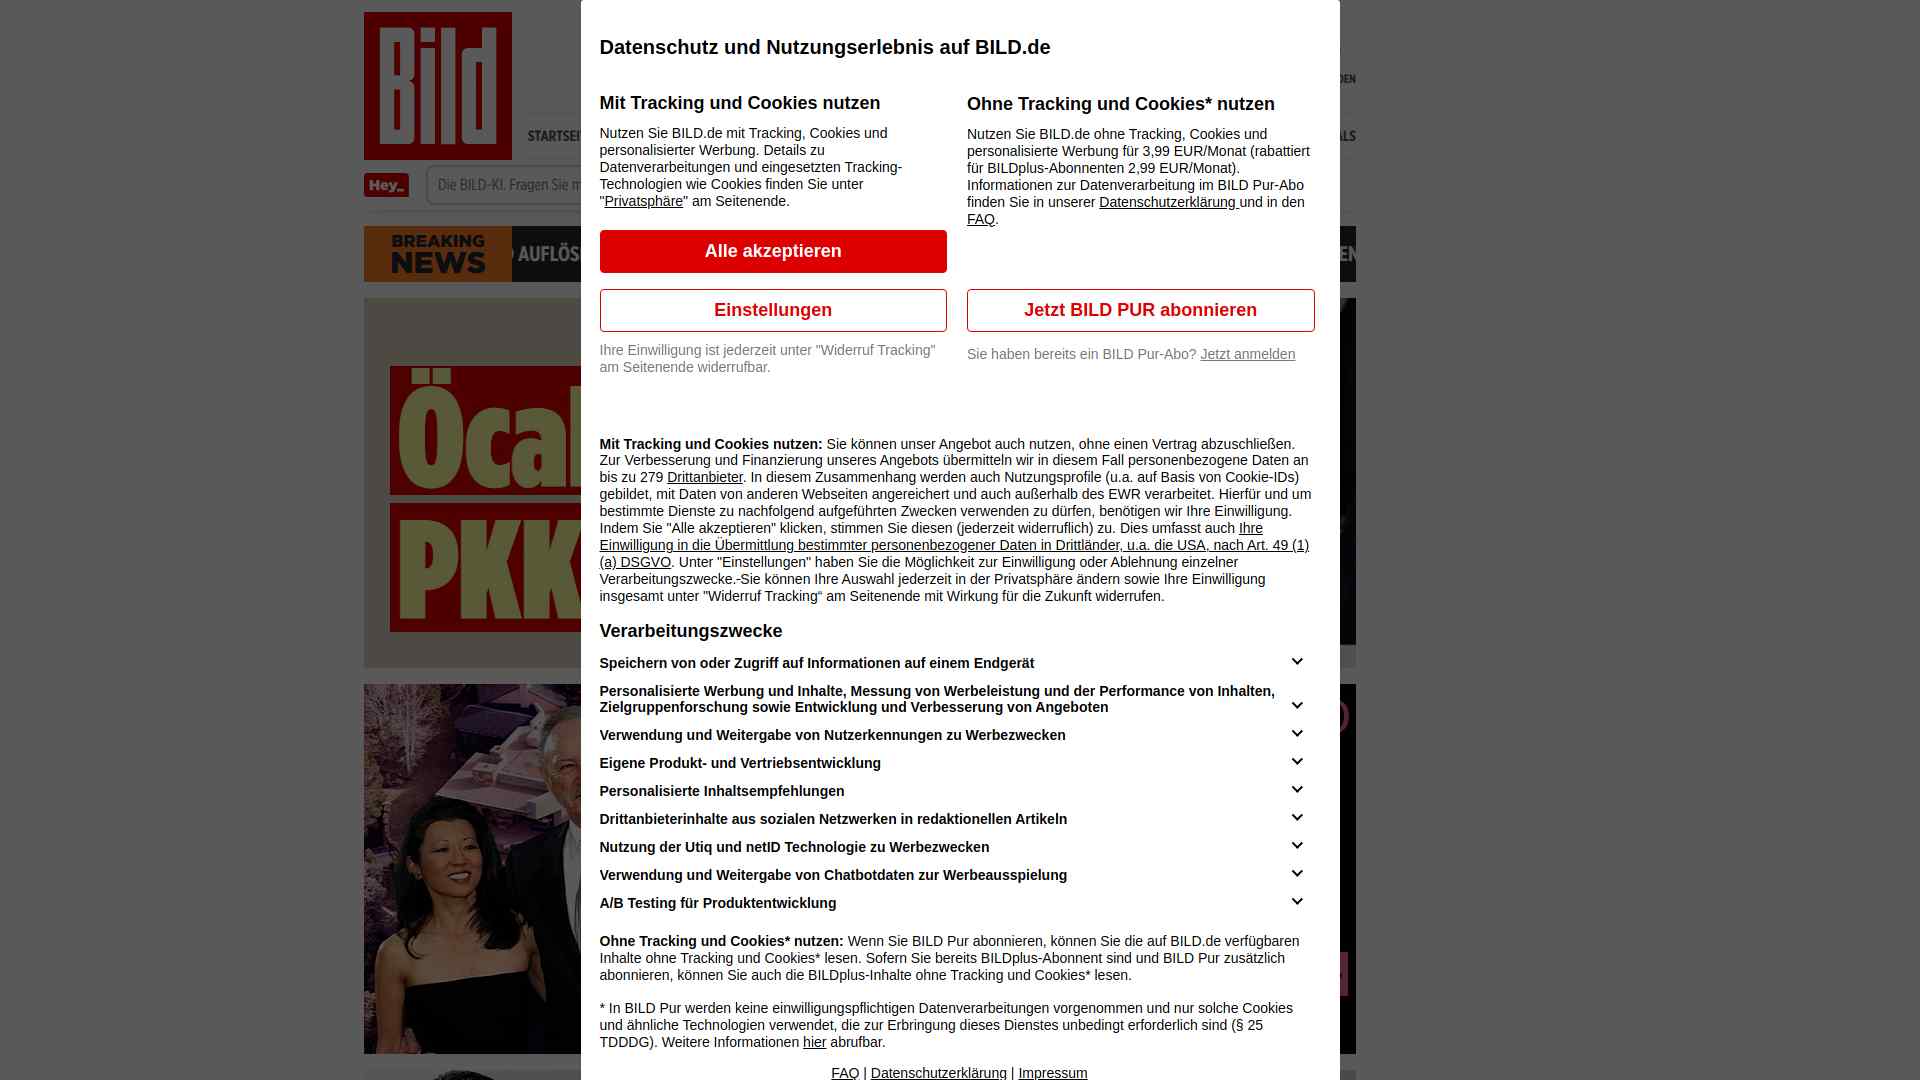 Bild
STARTSEI
Hey_
Die BILD-KI. Fragen Sie m
BREAKING
NEWS
AUFLÖS
Öcal
PKK
Datenschutz und Nutzungserlebnis auf BILD.de
Mit Tracking und Cookies nutzen
Nutzen Sie BILD.de mit Tracking, Cookies und
personalisierter Werbung. Details zu
Datenverarbeitungen und eingesetzten Tracking-
Technologien wie Cookies finden Sie unter
"Privatsphäre" am Seitenende.
Alle akzeptieren
Einstellungen
Ihre Einwilligung ist jederzeit unter "Widerruf Tracking"
am Seitenende widerrufbar.
Ohne Tracking und Cookies* nutzen
Nutzen Sie BILD.de ohne Tracking, Cookies und
personalisierte Werbung für 3,99 EUR/Monat (rabattiert
für BILDplus-Abonnenten 2,99 EUR/Monat).
Informationen zur Datenverarbeitung im BILD Pur-Abo
finden Sie in unserer Datenschutzerklärung und in den
FAQ.
Jetzt BILD PUR abonnieren
Sie haben bereits ein BILD Pur-Abo? Jetzt anmelden
Mit Tracking und Cookies nutzen: Sie können unser Angebot auch nutzen, ohne einen Vertrag abzuschließen.
Zur Verbesserung und Finanzierung unseres Angebots übermitteln wir in diesem Fall personenbezogene Daten an
bis zu 279 Drittanbieter. In diesem Zusammenhang werden auch Nutzungsprofile (u.a. auf Basis von Cookie-IDs)
gebildet, mit Daten von anderen Webseiten angereichert und auch außerhalb des EWR verarbeitet. Hierfür und um
bestimmte Dienste zu nachfolgend aufgeführten Zwecken verwenden zu dürfen, benötigen wir Ihre Einwilligung.
Indem Sie "Alle akzeptieren" klicken, stimmen Sie diesen (jederzeit widerruflich) zu. Dies umfasst auch Ihre
Einwilligung in die Übermittlung bestimmter personenbezogener Daten in Drittländer, u.a. die USA, nach Art. 49 (1)
(a) DSGVO. Unter "Einstellungen" haben Sie die Möglichkeit zur Einwilligung oder Ablehnung einzelner
Verarbeitungszwecke.-Sie können Ihre Auswahl jederzeit in der Privatsphäre ändern sowie Ihre Einwilligung
insgesamt unter "Widerruf Tracking“ am Seitenende mit Wirkung für die Zukunft widerrufen.
Verarbeitungszwecke
Speichern von oder Zugriff auf Informationen auf einem Endgerät
Personalisierte Werbung und Inhalte, Messung von Werbeleistung und der Performance von Inhalten,
Zielgruppenforschung sowie Entwicklung und Verbesserung von Angeboten
Verwendung und Weitergabe von Nutzerkennungen zu Werbezwecken
Eigene Produkt- und Vertriebsentwicklung
Personalisierte Inhaltsempfehlungen
Drittanbieterinhalte aus sozialen Netzwerken in redaktionellen Artikeln
Nutzung der Utiq und netID Technologie zu Werbezwecken
Verwendung und Weitergabe von Chatbotdaten zur Werbeausspielung
A/B Testing für Produktentwicklung
Ohne Tracking und Cookies* nutzen: Wenn Sie BILD Pur abonnieren, können Sie die auf BILD.de verfügbaren
Inhalte ohne Tracking und Cookies* lesen. Sofern Sie bereits BILDplus-Abonnent sind und BILD Pur zusätzlich
abonnieren, können Sie auch die BILDplus-Inhalte ohne Tracking und Cookies* lesen.
* In BILD Pur werden keine einwilligungspflichtigen Datenverarbeitungen vorgenommen und nur solche Cookies
und ähnliche Technologien verwendet, die zur Erbringung dieses Dienstes unbedingt erforderlich sind (§ 25
TDDDG). Weitere Informationen hier abrufbar.
FAQ | Datenschutzerklärung | Impressum